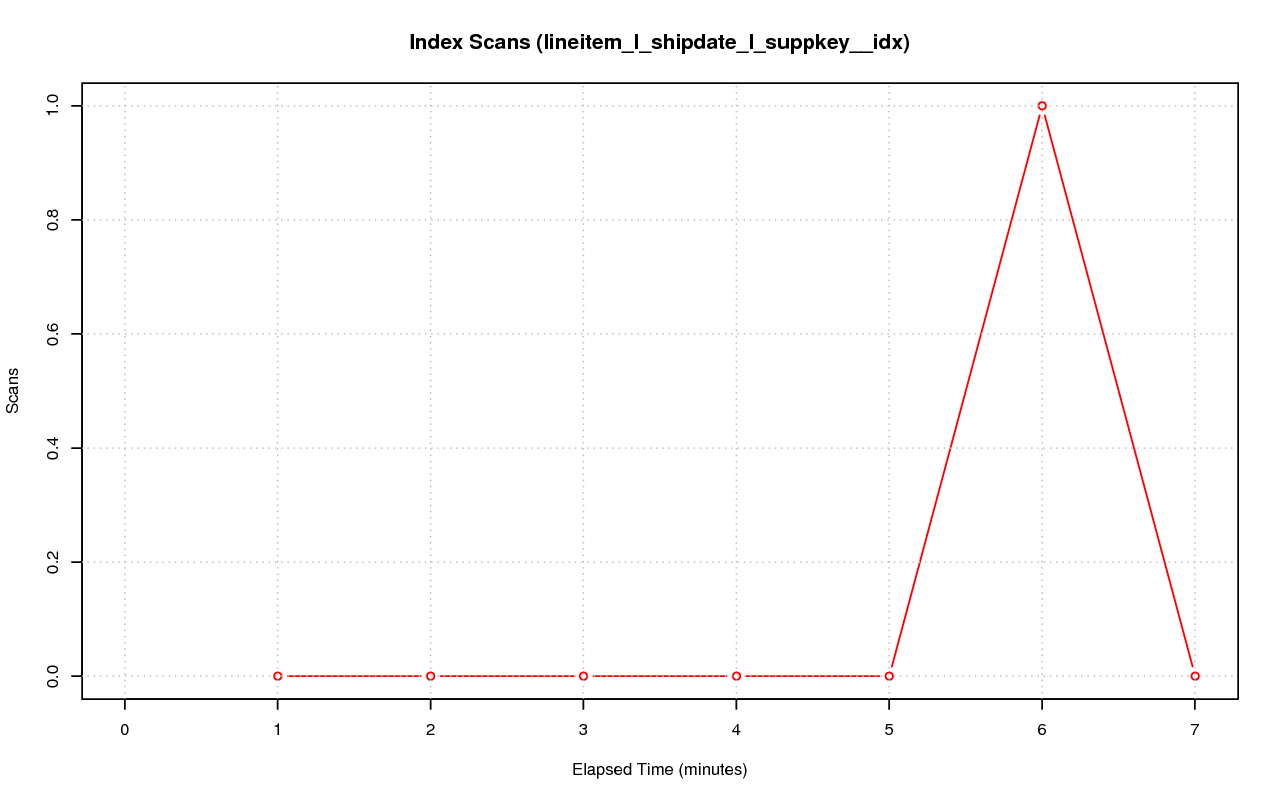 Index Scans (lineitem_l_shipdate_l_suppkey__idx)
1.0
0.8
0.6
0.4
0.2
0.0
Scans
0 1 2 3 4 5 6 7
Elapsed Time (minutes)